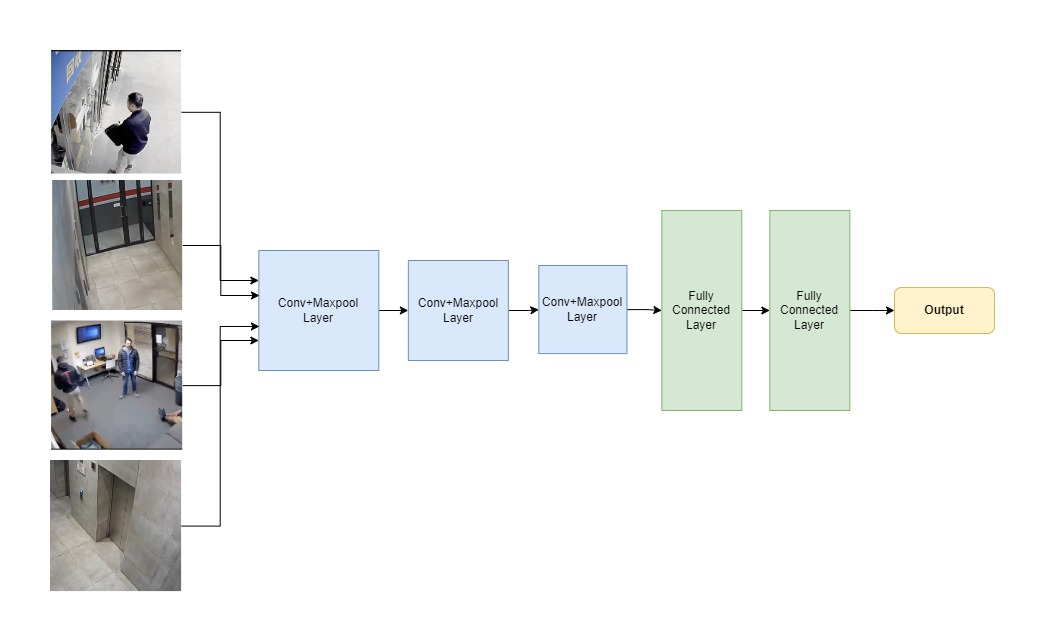 Conv+Maxpool
Layer
Conv+Maxpool
Layer
Conv+Maxpool
Layer
Fully
Connected
Layer
Fully
Connected
Layer
Output